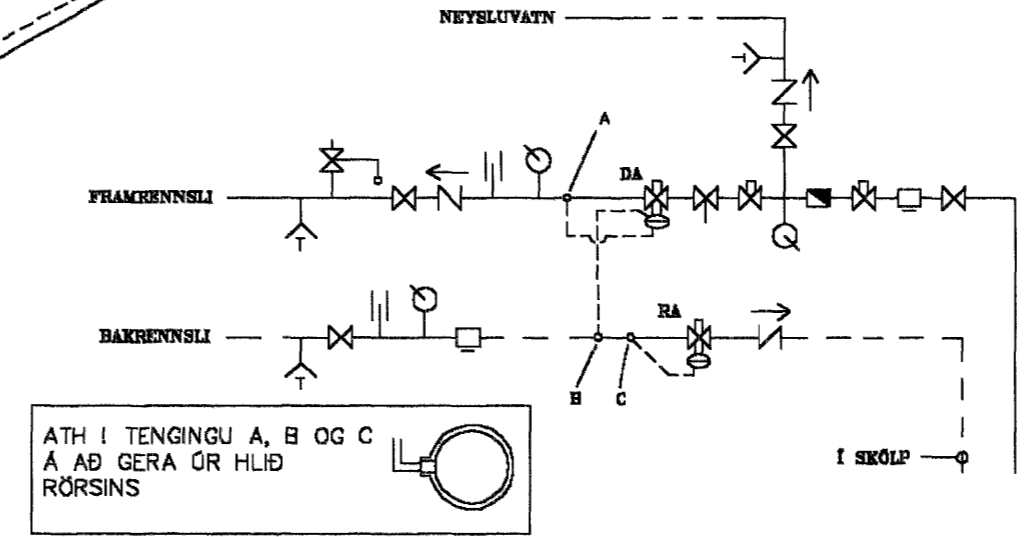 NEYSLUVATN
A
DA
FRAMRENNSLI
T
BAKRENNSLI
RA
T
B
C
ATH ! TENGINGU A, B OG C
Á AÐ GERA ÚR HLIÐ
RÖRSINS
Í SKÓLP